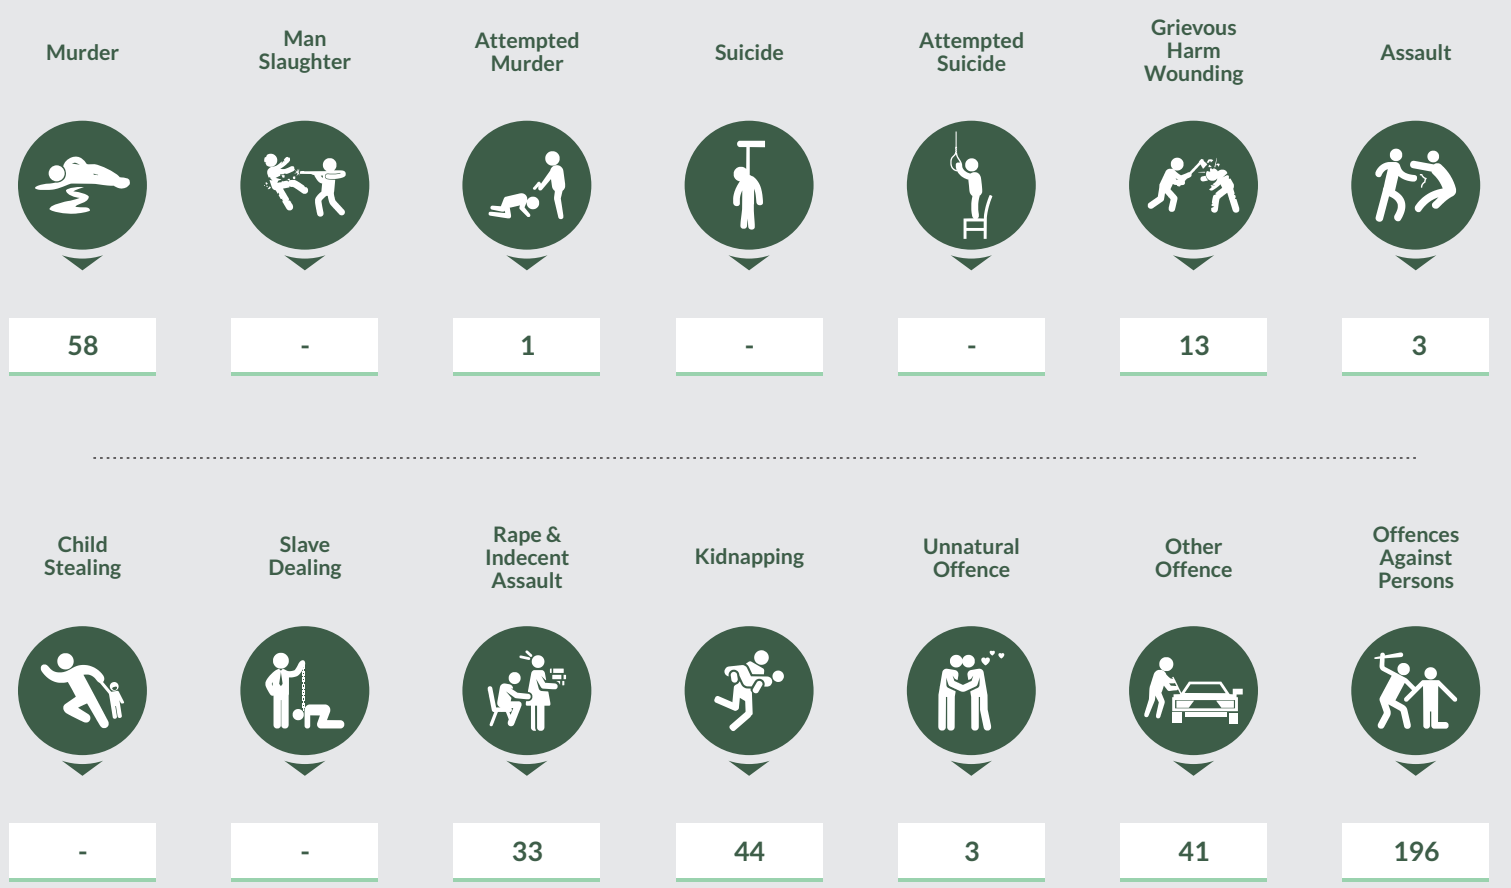 Murder
Man
Slaughter
Attempted
Murder
Suicide
Attempted
Suicide
Grievous
Harm
Wounding
Assault
58
-
1
-
-
13
3
Child
Stealing
Slave
Dealing
Rape &
Indecent
Assault
Kidnapping
Unnatural
Offence
Other
Offence
Offences
Against
Persons
-
-
33
44
3
41
196